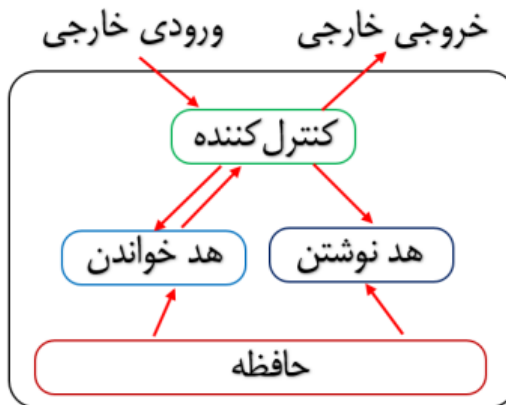 ورودی خارجی
خروجی خارجی
کنترل‌کننده
هد خواندن
هد نوشتن
حافظه